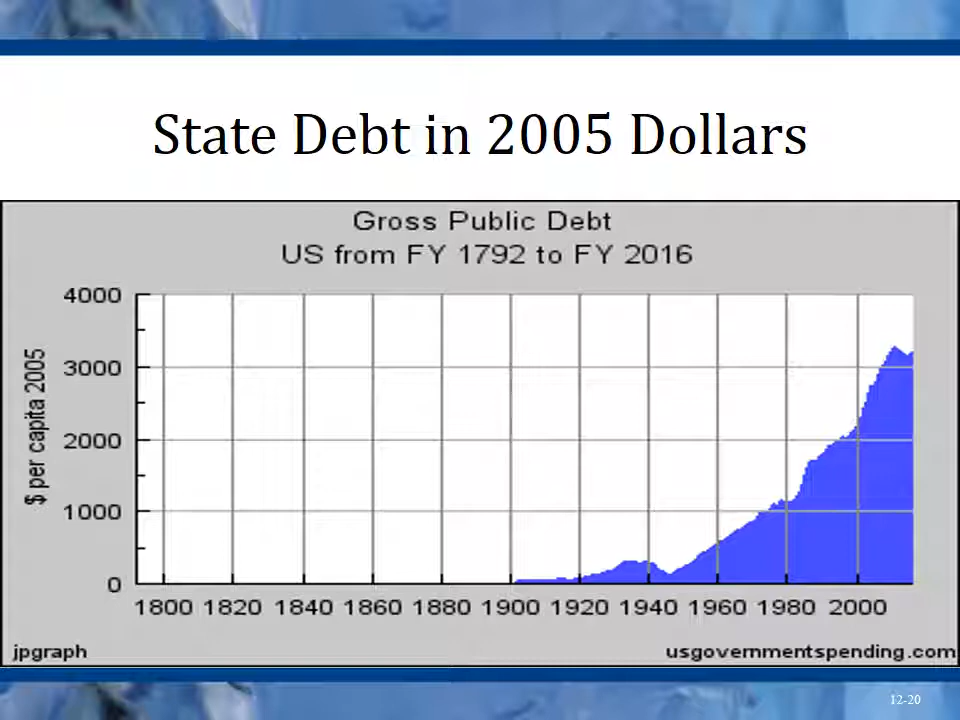 State Debt in 2005 Dollars
Gross Public Debt
US from FY 1792 to FY 2016
$ per capita 2005
4000
3000
2000
1000
0
1800 1820 1840 1860 1880 1900 1920 1940 1960 1980 2000
jpgraph
usgovernmentspending.com
12-20